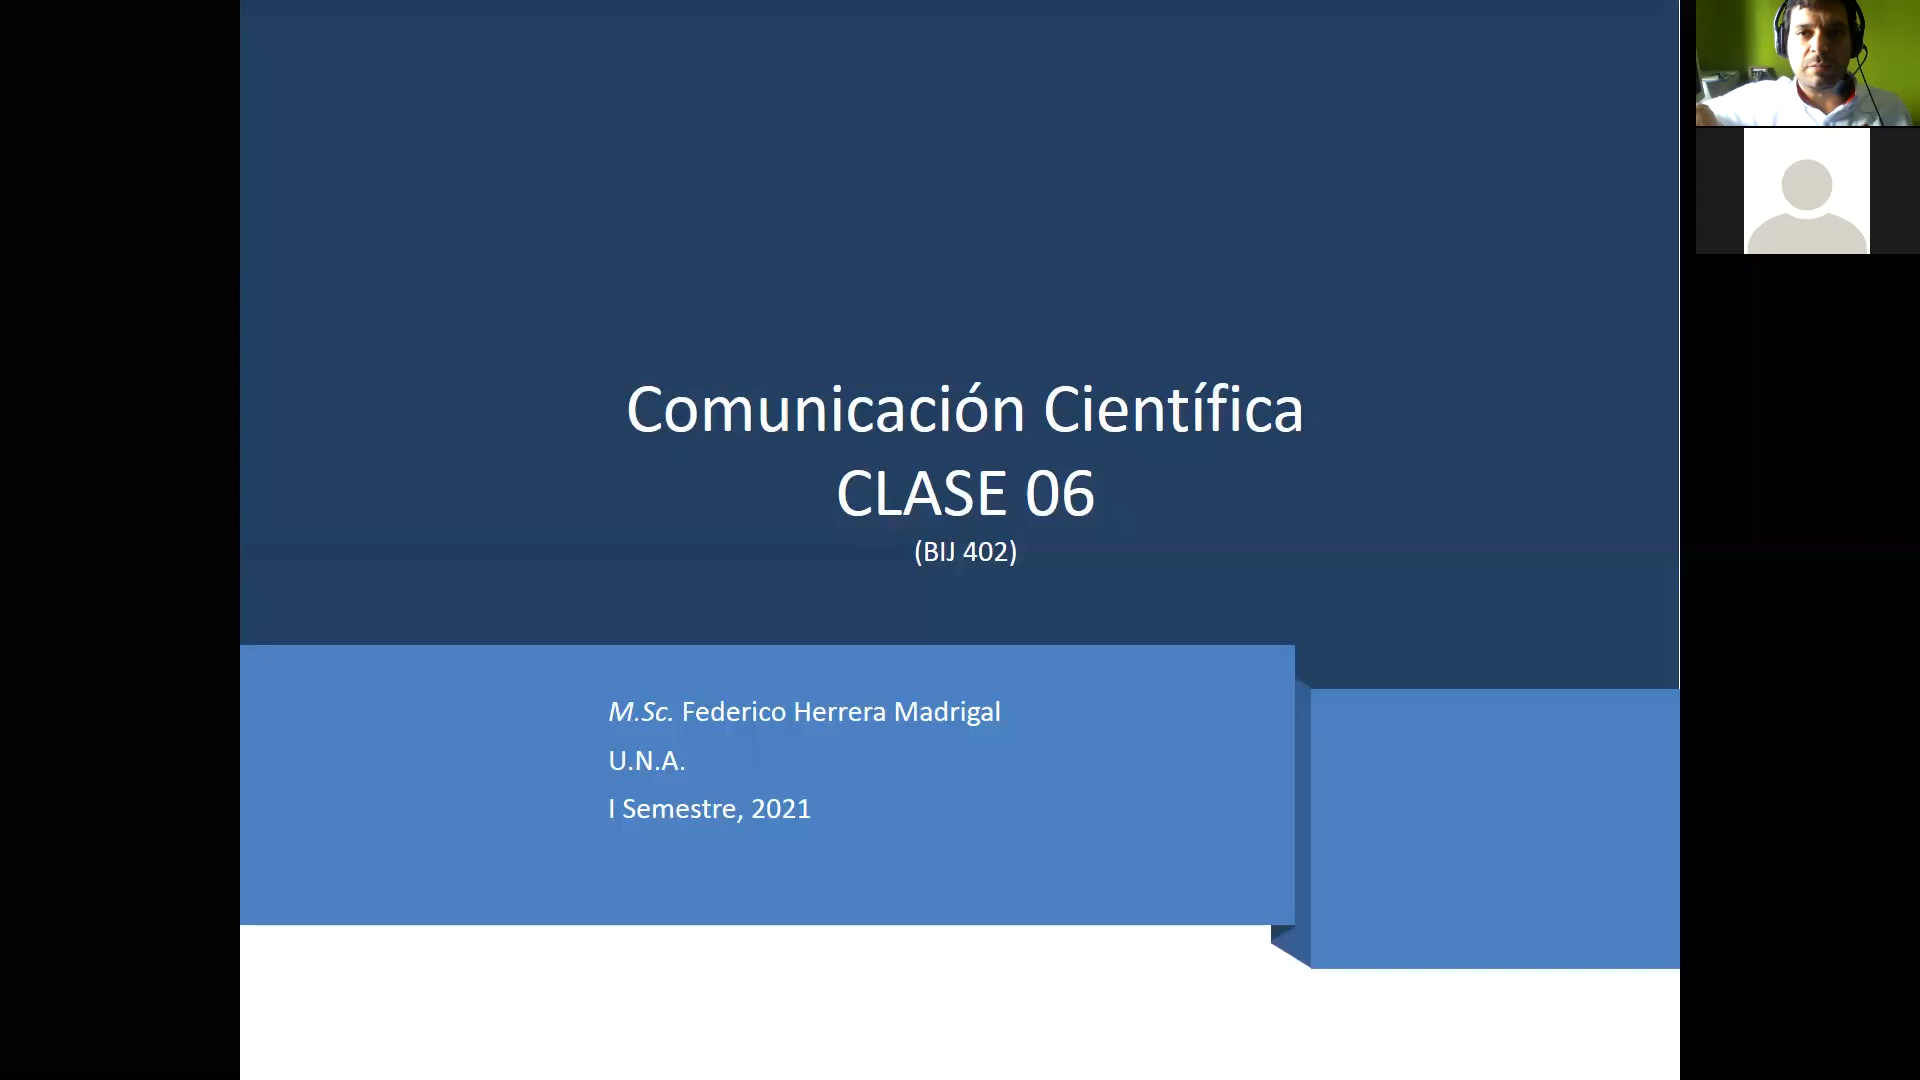 Comunicación Científica
CLASE 06
(BIJ 402)
M.Sc. Federico Herrera Madrigal
U.N.A.
I Semestre, 2021